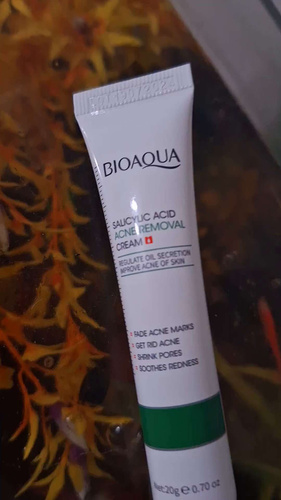 BIOAQUA
SALICYLIC ACID
ACNE REMOVAL
CREAM
REGULATE OIL SECRETION
IMPROVE ACNE OF SKIN
FADE ACNE MARKS
GET RID ACNE
SHRINK PORES
SOOTHES REDNESS
Net:20g ℮ 0.70 oz